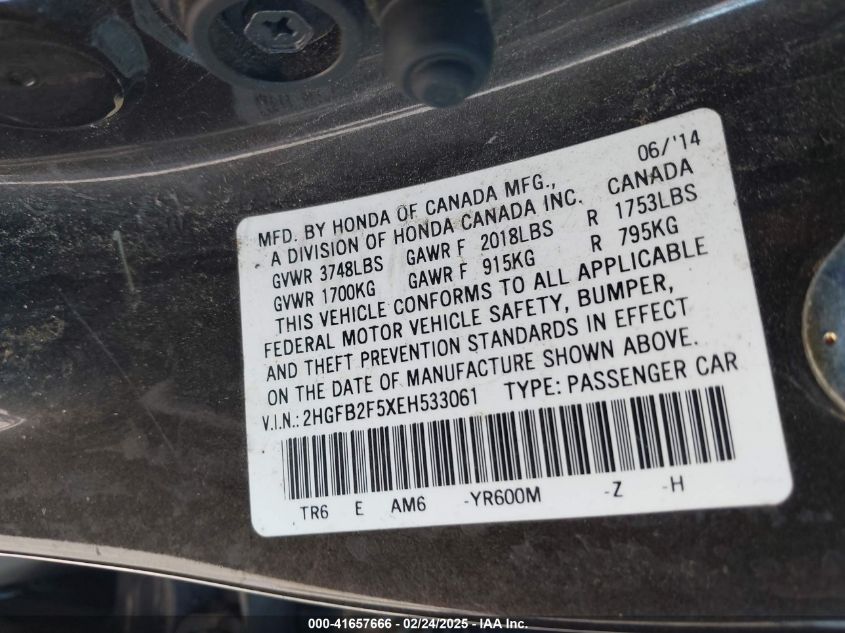 06/'14
MFD. BY HONDA OF CANADA MFG.,
A DIVISION OF HONDA CANADA INC. CANADA
GVWR 3748LBS GAWR F 2018LBS R 1753LBS
GVWR 1700KG GAWR F 915KG R 795KG
THIS VEHICLE CONFORMS TO ALL APPLICABLE
FEDERAL MOTOR VEHICLE SAFETY, BUMPER,
AND THEFT PREVENTION STANDARDS IN EFFECT
ON THE DATE OF MANUFACTURE SHOWN ABOVE.
V.I.N.: 2HGFB2F5XEH533061 TYPE: PASSENGER CAR
TR6 E AM6 -YR600M -Z -H
000-41657666 - 02/24/2025 - IAA Inc.